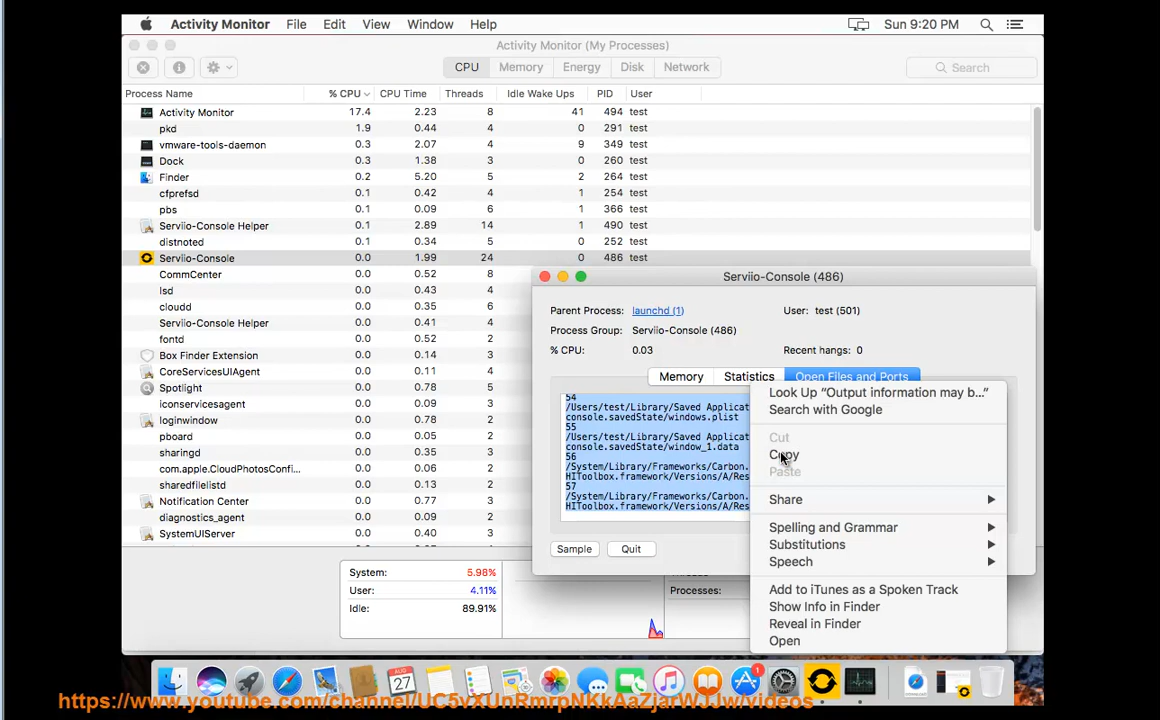 Activity Monitor File Edit View Window Help Sun 9:20 PM
Activity Monitor (My Processes)
CPU Memory Energy Disk Network Search
Process Name % CPU CPU Time Threads Idle Wake Ups PID User
Activity Monitor 17.4 2.23 8 41 494 test
pkd 1.9 0.44 4 0 291 test
vmware-tools-daemon 0.3 2.07 4 9 349 test
Dock 0.3 1.38 3 0 260 test
Finder 0.2 5.20 5 2 264 test
cfprefsd 0.1 0.42 4 1 254 test
pbs 0.1 0.09 6 1 366 test
Serviio-Console Helper 0.1 2.89 14 1 490 test
distnoted 0.1 0.34 5 0 252 test
Serviio-Console 0.0 1.99 24 0 486 test
CommCenter 0.0 0.52 8
lsd 0.0 0.43 4
cloudd 0.0 0.35 6
Serviio-Console Helper 0.0 0.41 4
fontd 0.0 0.52 2
Box Finder Extension 0.0 0.14 3
CoreServicesUIAgent 0.0 0.17 3
Spotlight 0.0 0.78 5
iconservicesagent 0.0 0.14 2
loginwindow 0.0 0.78 2
pboard 0.0 0.05 1
sharingd 0.0 0.34 3
com.apple.CloudPhotosConfi... 0.0 0.18 2
sharedfilelistd 0.0 0.13 2
Notification Center 0.0 0.77 3
diagnostics_agent 0.0 0.09 2
SystemUIServer 0.0 0.40 3
Serviio-Console (486)
Parent Process: launchd (1) User: test (501)
Process Group: Serviio-Console (486)
% CPU: 0.03 Recent hangs: 0
Memory Statistics Open Files and Ports
54
/Users/test/Library/Saved Applicat
console.savedState/windows.plist
55
/Users/test/Library/Saved Applicat
console.savedState/window_1.data
56
/System/Library/Frameworks/Carbon.
HIToolbox.framework/Versions/A/Res
57
/System/Library/Frameworks/Carbon.
HIToolbox.framework/Versions/A/Res
Sample Quit
Look Up “Output information may b...”
Search with Google
Cut
Copy
Paste
Share
Spelling and Grammar
Substitutions
Speech
Add to iTunes as a Spoken Track
Show Info in Finder
Reveal in Finder
Open
System: 5.98%
User: 4.11%
Idle: 89.91%
Processes:
AUG
27
1
https://www.youtube.com/channel/UC5vXUnRmrpNKkAaZjarWJJw/videos